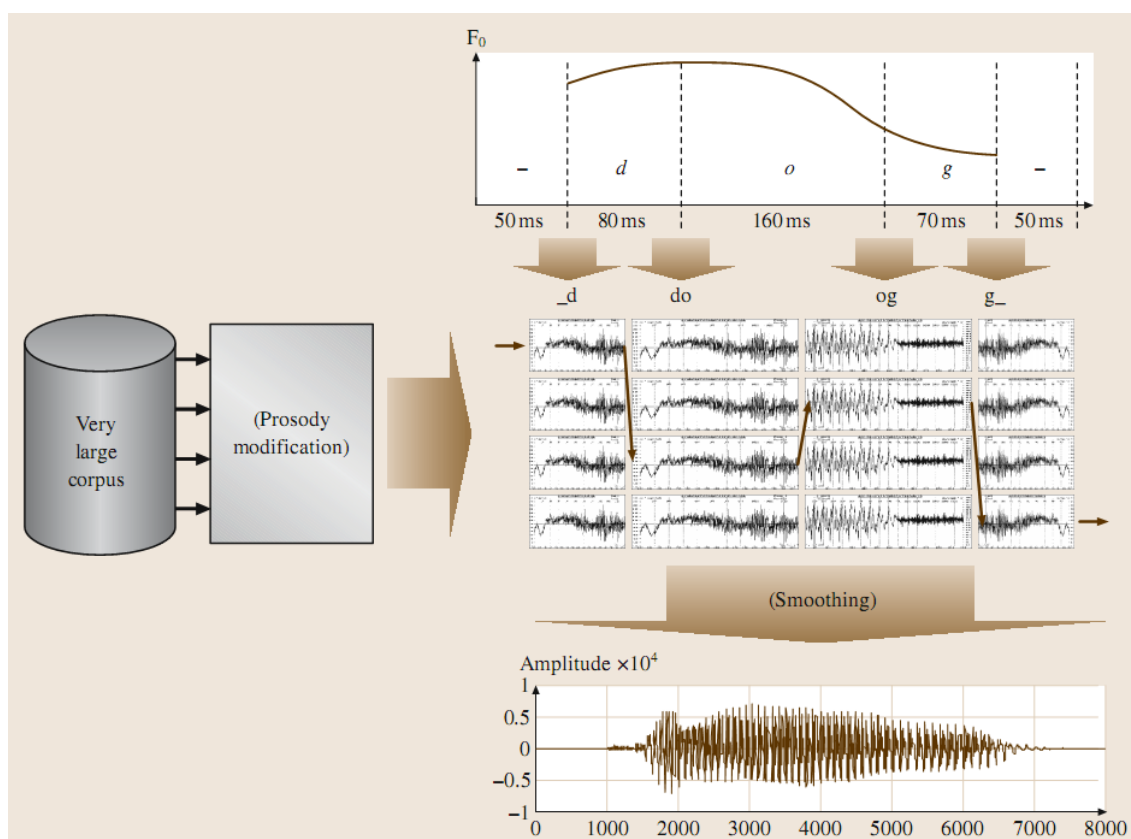 F₀
– d o g –
50 ms 80 ms 160 ms 70 ms 50 ms
_d do og g_
Very
large
corpus
(Prosody
modification)
(Smoothing)
Amplitude ×10⁴
1
0.5
0
−0.5
−1
0 1000 2000 3000 4000 5000 6000 7000 8000